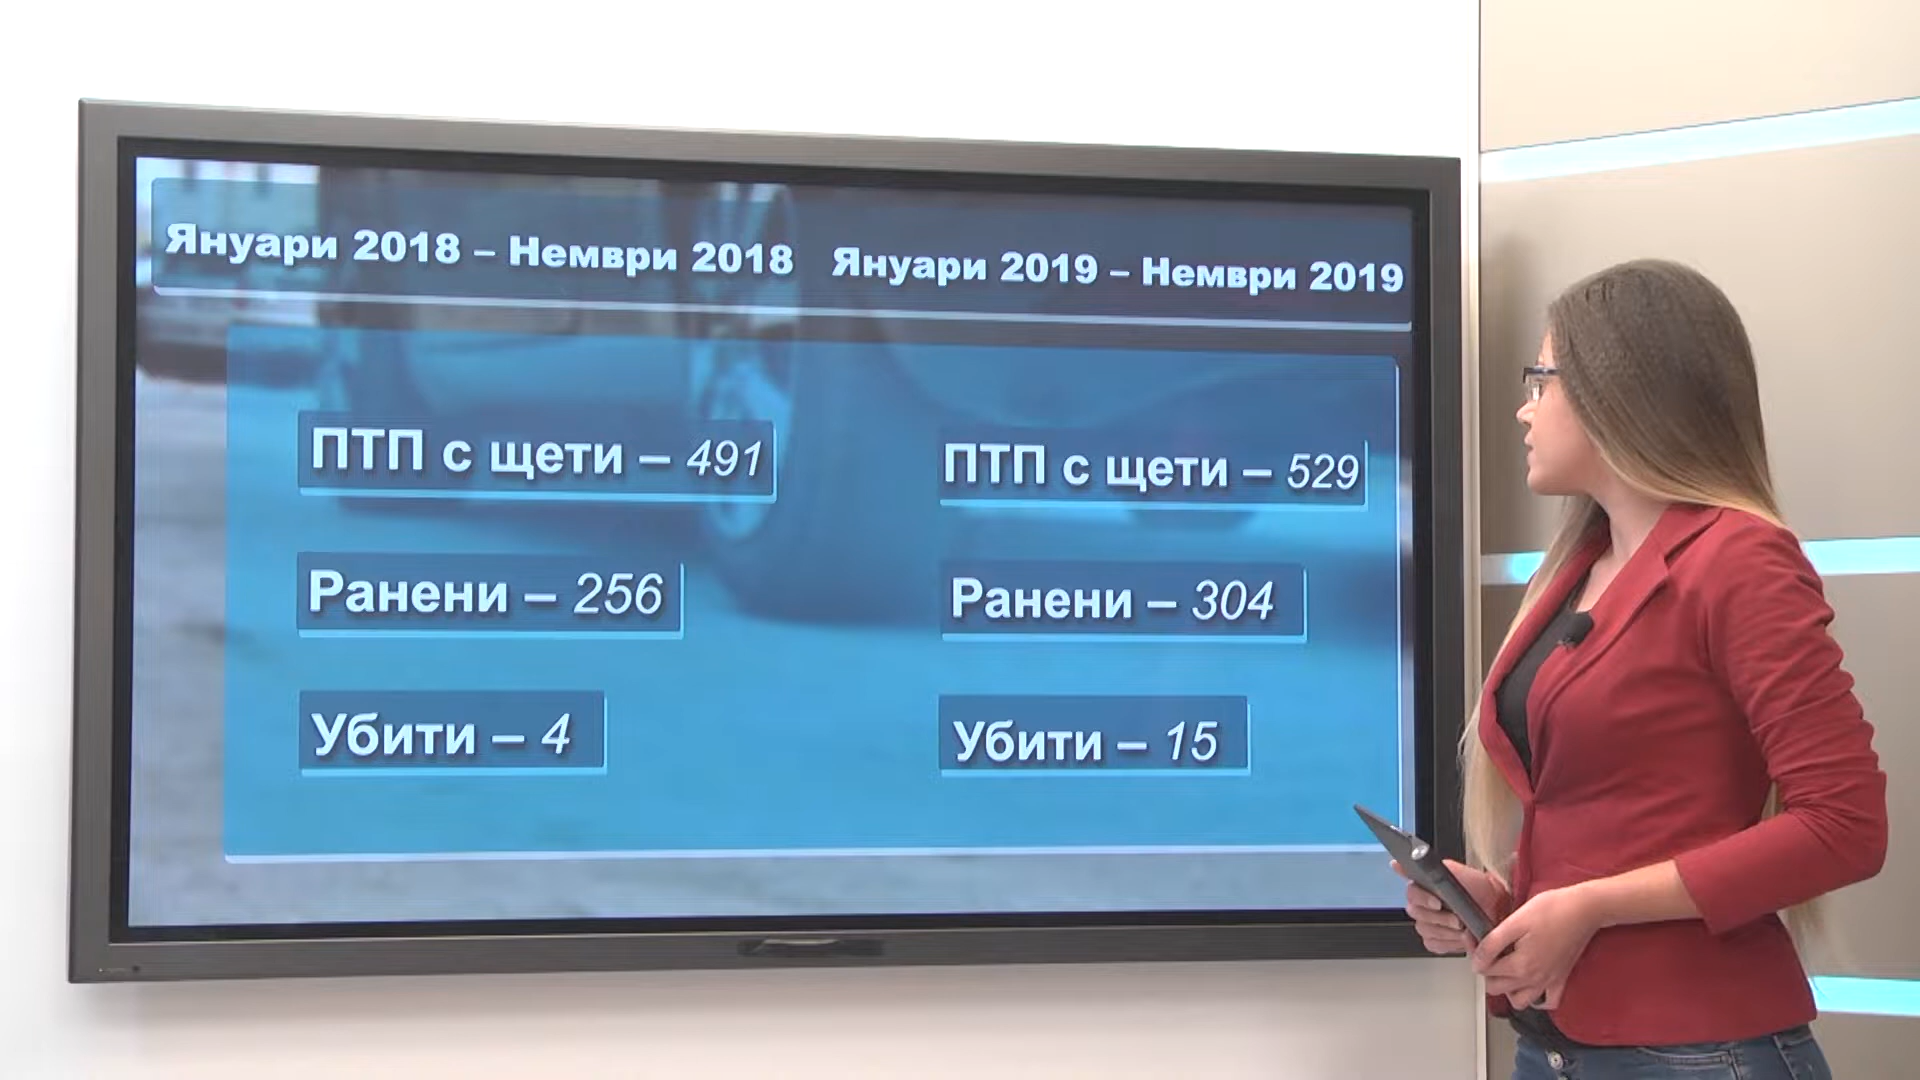 Януари 2018 – Нември 2018 Януари 2019 – Нември 2019
ПТП с щети – 491
ПТП с щети – 529
Ранени – 256
Ранени – 304
Убити – 4
Убити – 15